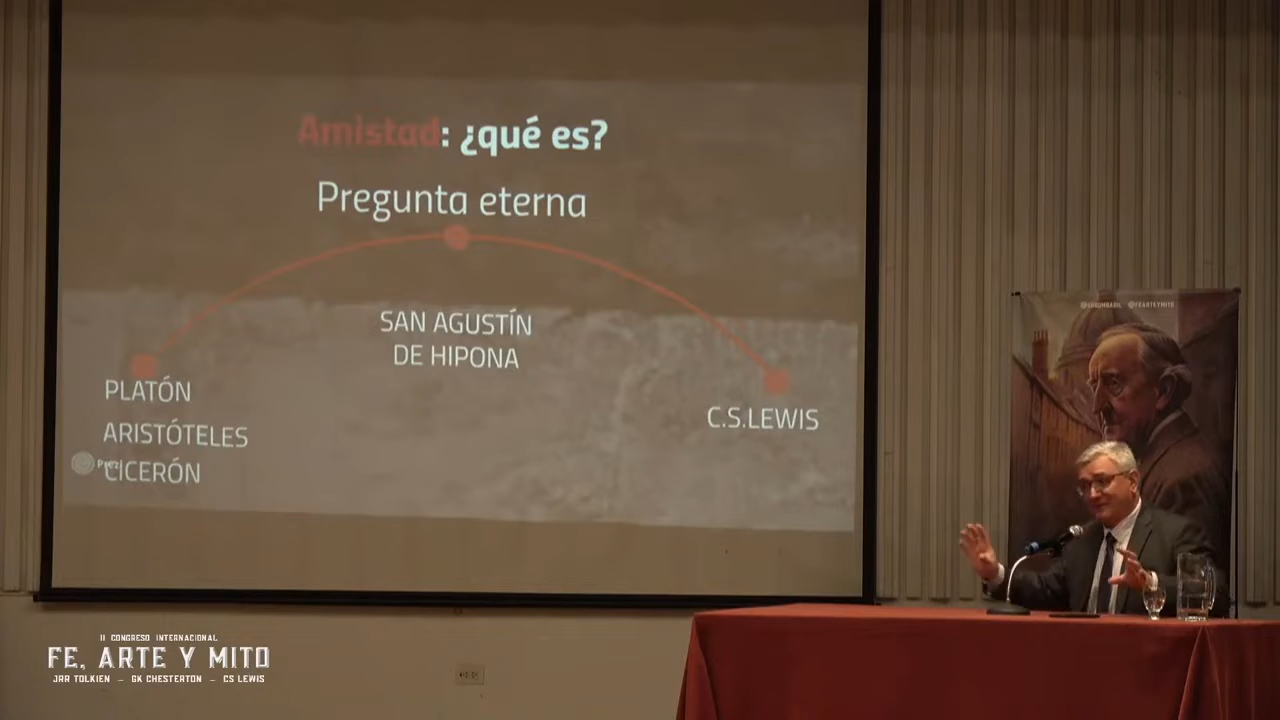 Amistad: ¿qué es?
Pregunta eterna
SAN AGUSTÍN
DE HIPONA
PLATÓN
ARISTÓTELES
CICERÓN
C.S.LEWIS
@FEARTEYMITO
II CONGRESO INTERNACIONAL
FE, ARTE Y MITO
JRR TOLKIEN – GK CHESTERTON – CS LEWIS